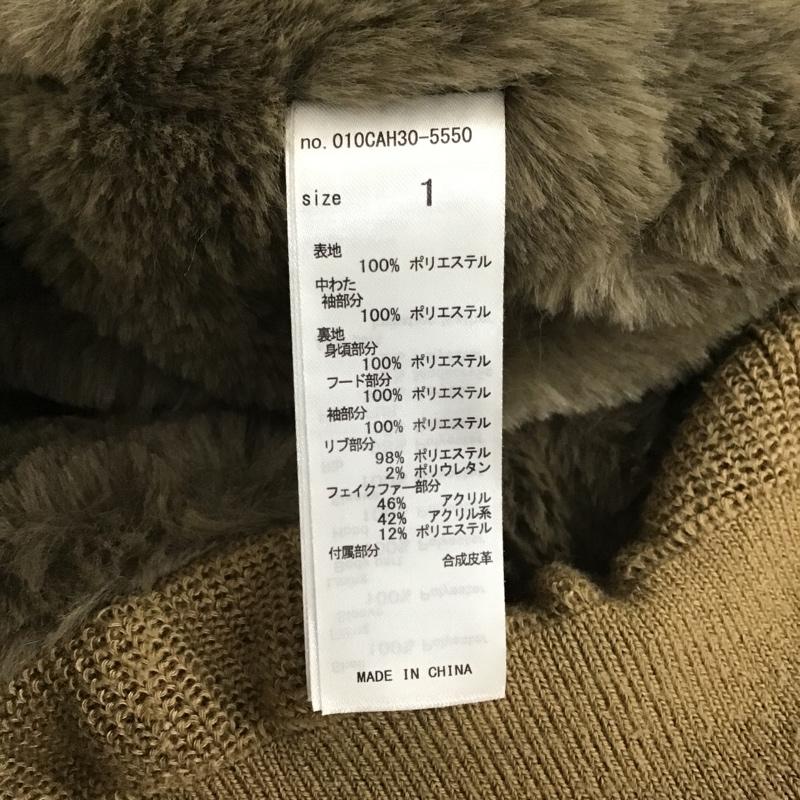 no. 010CAH30-5550
size 1
表地
100% ポリエステル
中わた
袖部分
100% ポリエステル
裏地
身頃部分
100% ポリエステル
フード部分
100% ポリエステル
袖部分
100% ポリエステル
リブ部分
98% ポリエステル
2% ポリウレタン
フェイクファー部分
46% アクリル
42% アクリル系
12% ポリエステル
付属部分
合成皮革
MADE IN CHINA